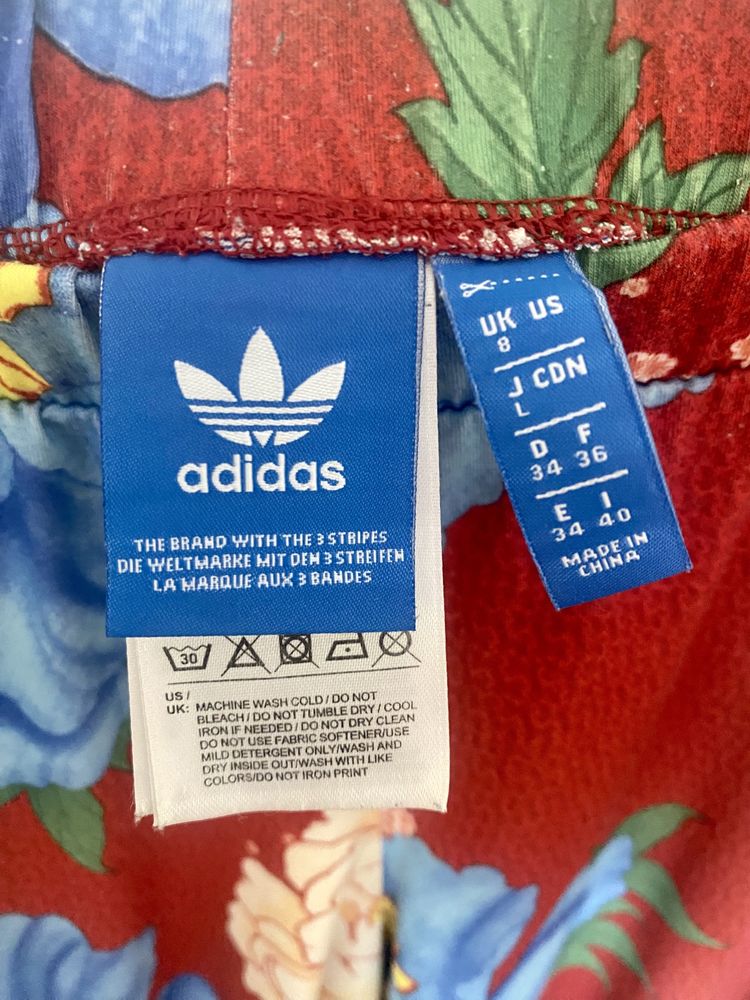 adidas
THE BRAND WITH THE 3 STRIPES
DIE WELTMARKE MIT DEN 3 STREIFEN
LA MARQUE AUX 3 BANDES
30
US /
UK: MACHINE WASH COLD / DO NOT
BLEACH / DO NOT TUMBLE DRY / COOL
IRON IF NEEDED / DO NOT DRY CLEAN
DO NOT USE FABRIC SOFTENER/USE
MILD DETERGENT ONLY/WASH AND
DRY INSIDE OUT/WASH WITH LIKE
COLORS/DO NOT IRON PRINT
UK US
8
J CDN
L
D F
34 36
E I
34 40
MADE IN
CHINA